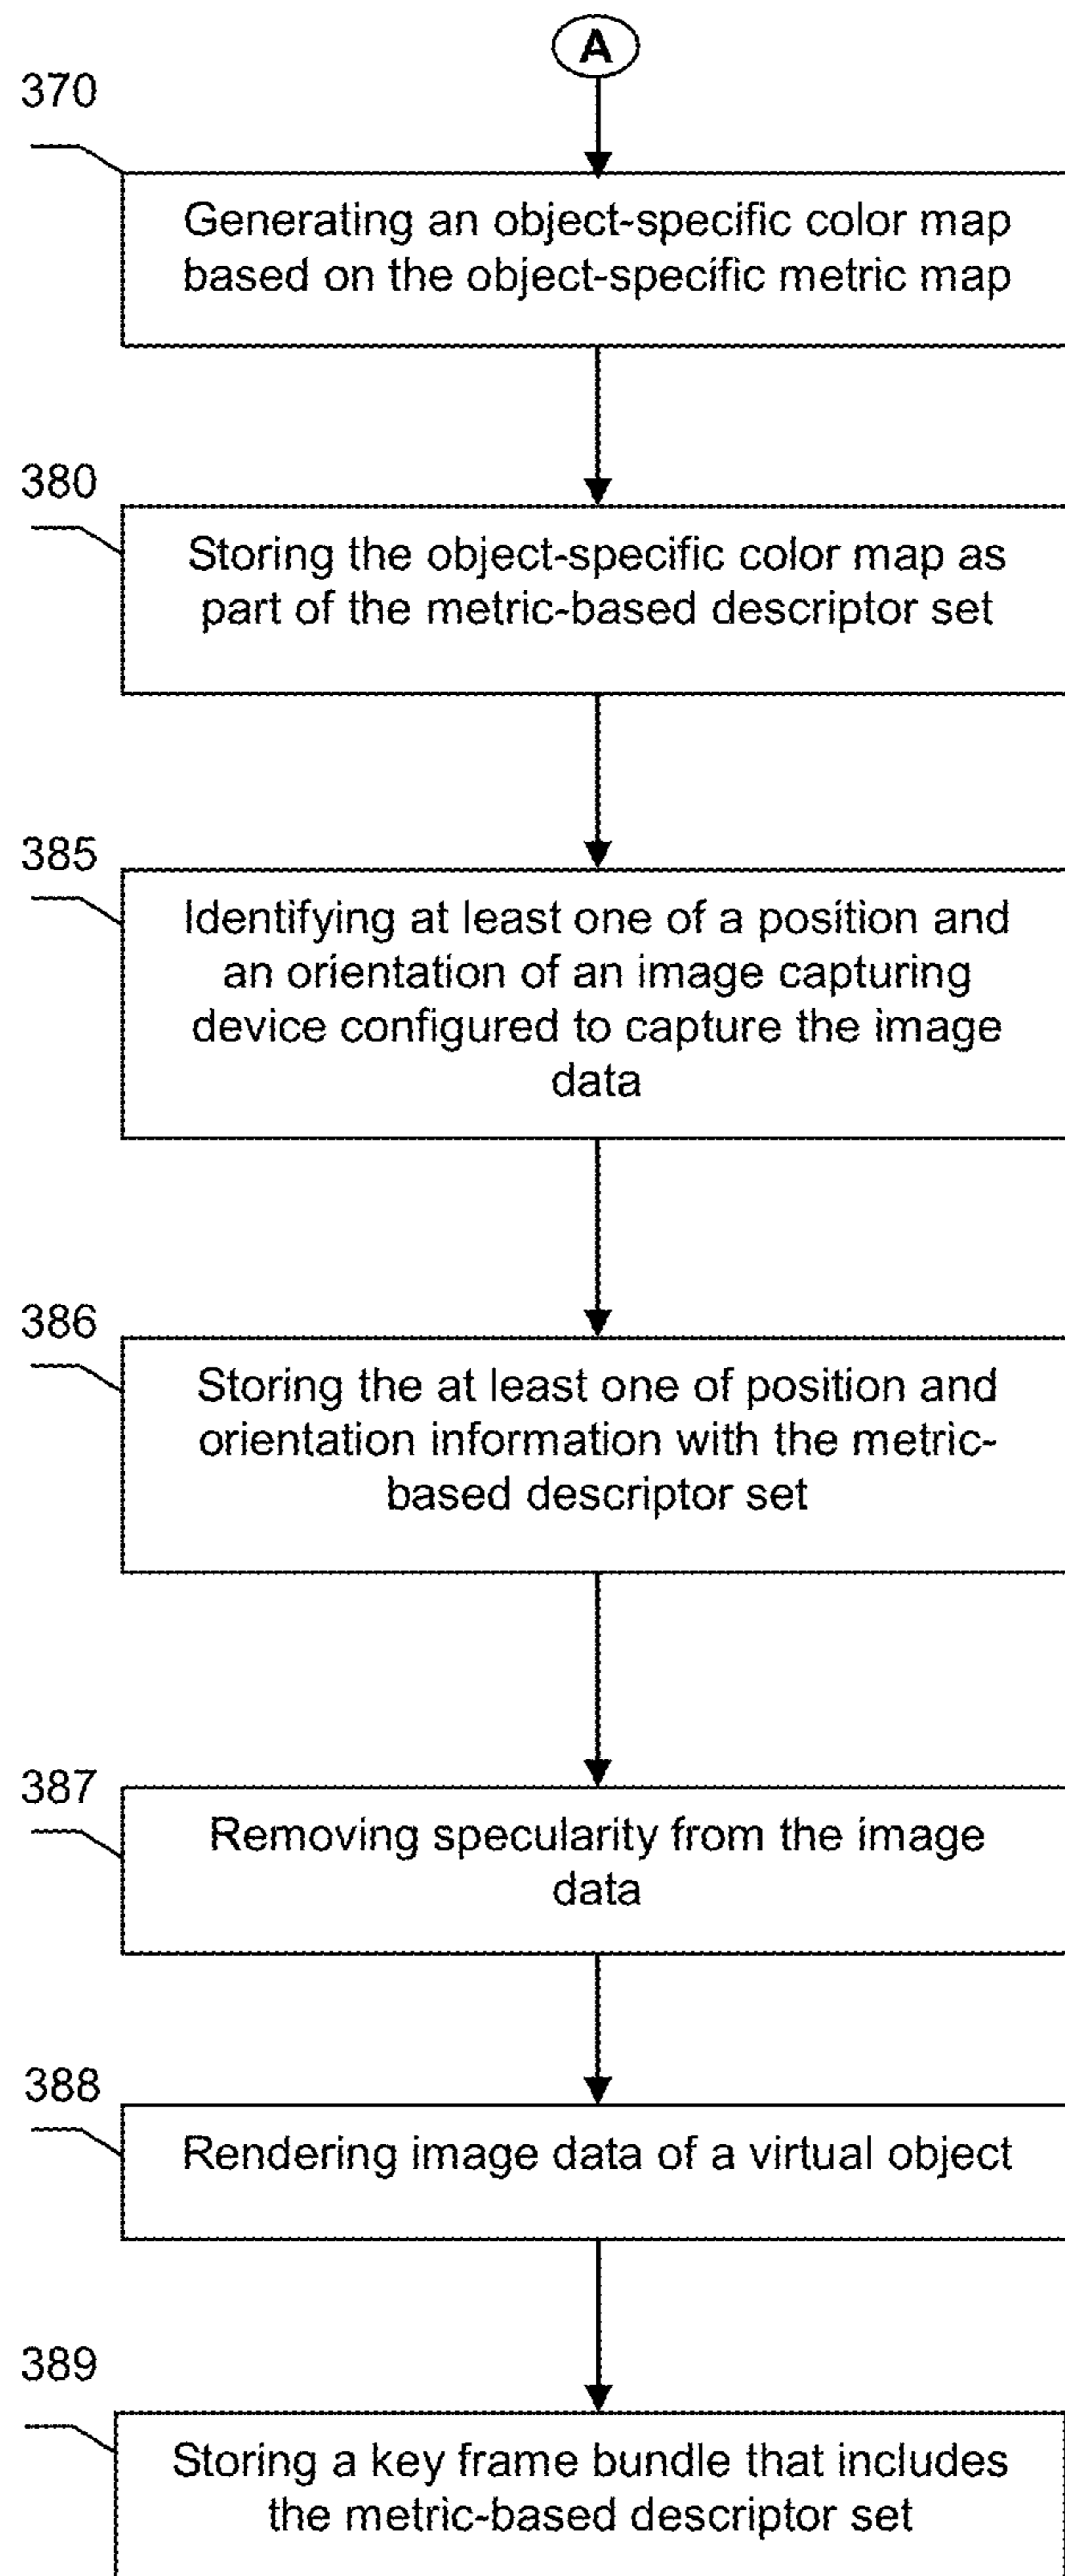 A
370
Generating an object-specific color map
based on the object-specific metric map
380
Storing the object-specific color map as
part of the metric-based descriptor set
385
Identifying at least one of a position and
an orientation of an image capturing
device configured to capture the image
data
386
Storing the at least one of position and
orientation information with the metric-
based descriptor set
387
Removing specularity from the image
data
388
Rendering image data of a virtual object
389
Storing a key frame bundle that includes
the metric-based descriptor set